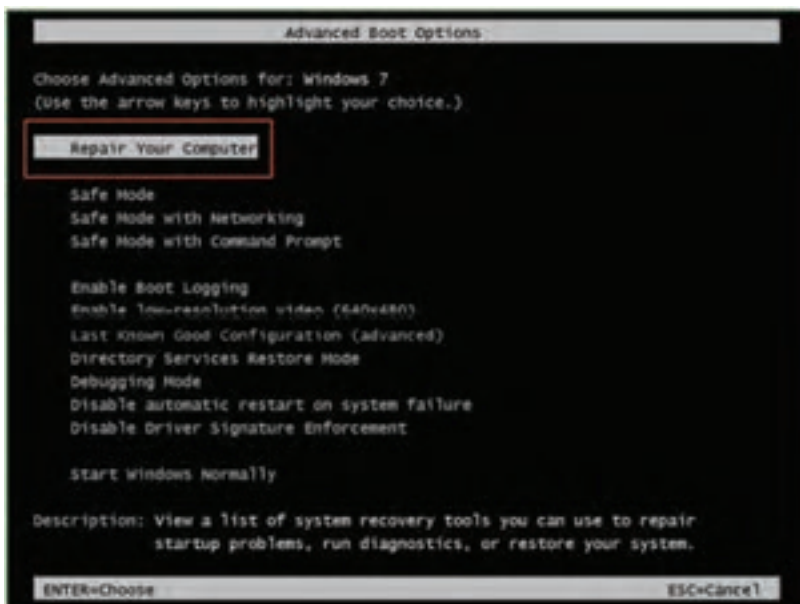 Advanced Boot Options
Choose Advanced Options for: Windows 7
(Use the arrow keys to highlight your choice.)
Repair Your Computer
Safe Mode
Safe Mode with Networking
Safe Mode with Command Prompt
Enable Boot Logging
Enable low-resolution video (640x480)
Last Known Good Configuration (advanced)
Directory Services Restore Mode
Debugging Mode
Disable automatic restart on system failure
Disable Driver Signature Enforcement
Start Windows Normally
Description: View a list of system recovery tools you can use to repair
startup problems, run diagnostics, or restore your system.
ENTER=Choose ESC=Cancel